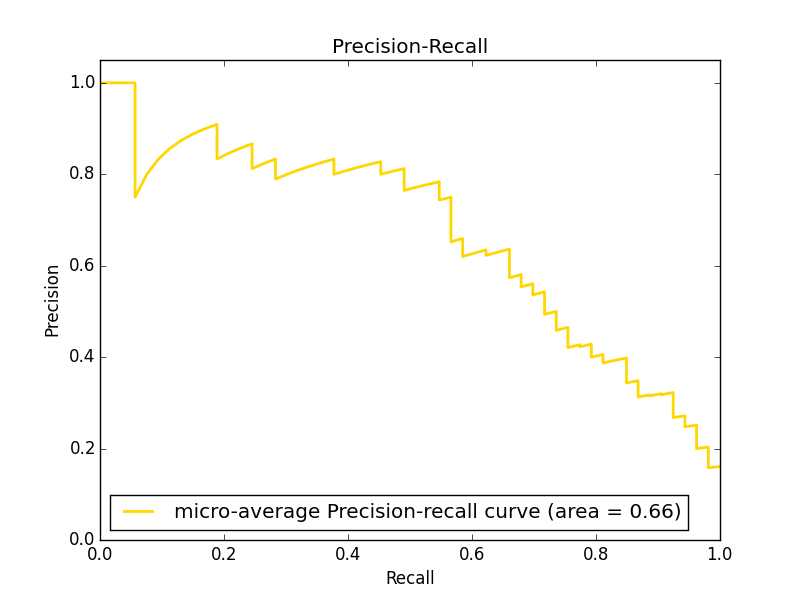 Precision-Recall
1.0
0.8
0.6
0.4
0.2
0.0
Precision
micro-average Precision-recall curve (area = 0.66)
0.0 0.2 0.4 0.6 0.8 1.0
Recall